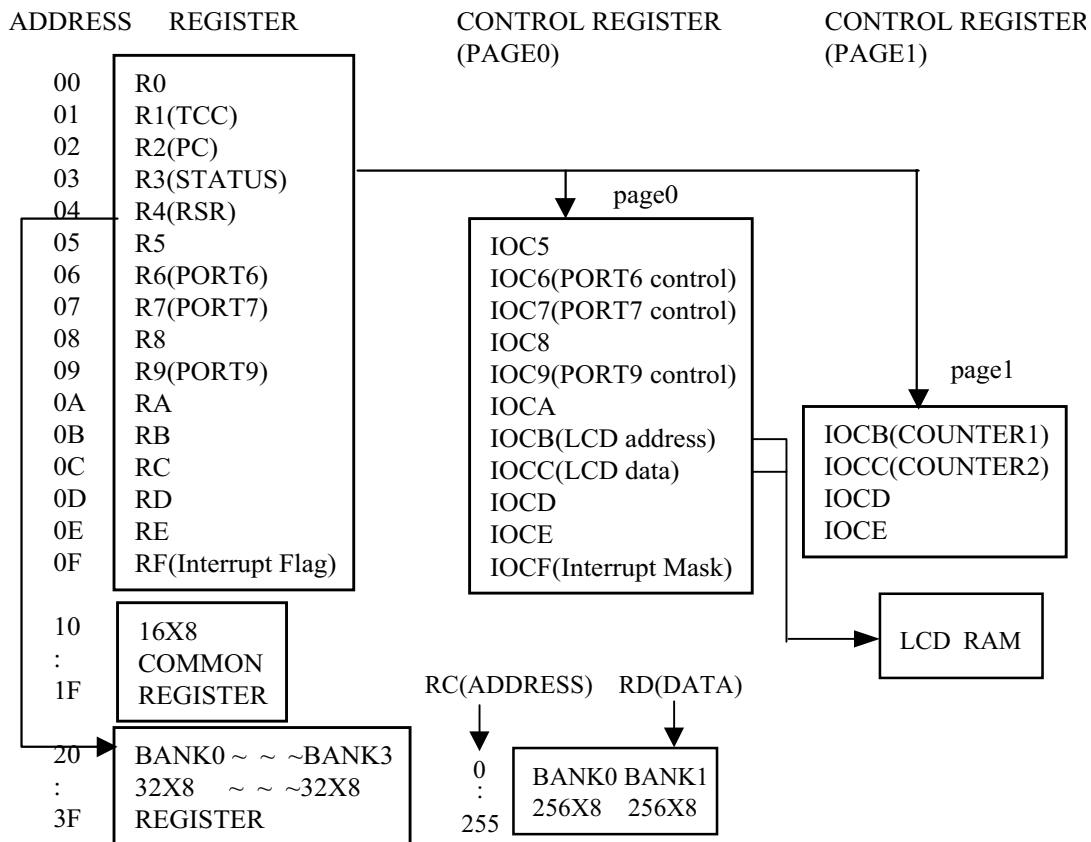 ADDRESS REGISTER CONTROL REGISTER CONTROL REGISTER
(PAGE0) (PAGE1)
00 R0
01 R1(TCC)
02 R2(PC)
03 R3(STATUS)
04 R4(RSR)
05 R5
06 R6(PORT6)
07 R7(PORT7)
08 R8
09 R9(PORT9)
0A RA
0B RB
0C RC
0D RD
0E RE
0F RF(Interrupt Flag)
page0
IOC5
IOC6(PORT6 control)
IOC7(PORT7 control)
IOC8
IOC9(PORT9 control)
IOCA
IOCB(LCD address)
IOCC(LCD data)
IOCD
IOCE
IOCF(Interrupt Mask)
page1
IOCB(COUNTER1)
IOCC(COUNTER2)
IOCD
IOCE
LCD RAM
10 16X8
: COMMON
1F REGISTER
20 BANK0 ~ ~ ~BANK3
: 32X8 ~ ~ ~32X8
3F REGISTER
RC(ADDRESS) RD(DATA)
0 BANK0 BANK1
: 256X8 256X8
255